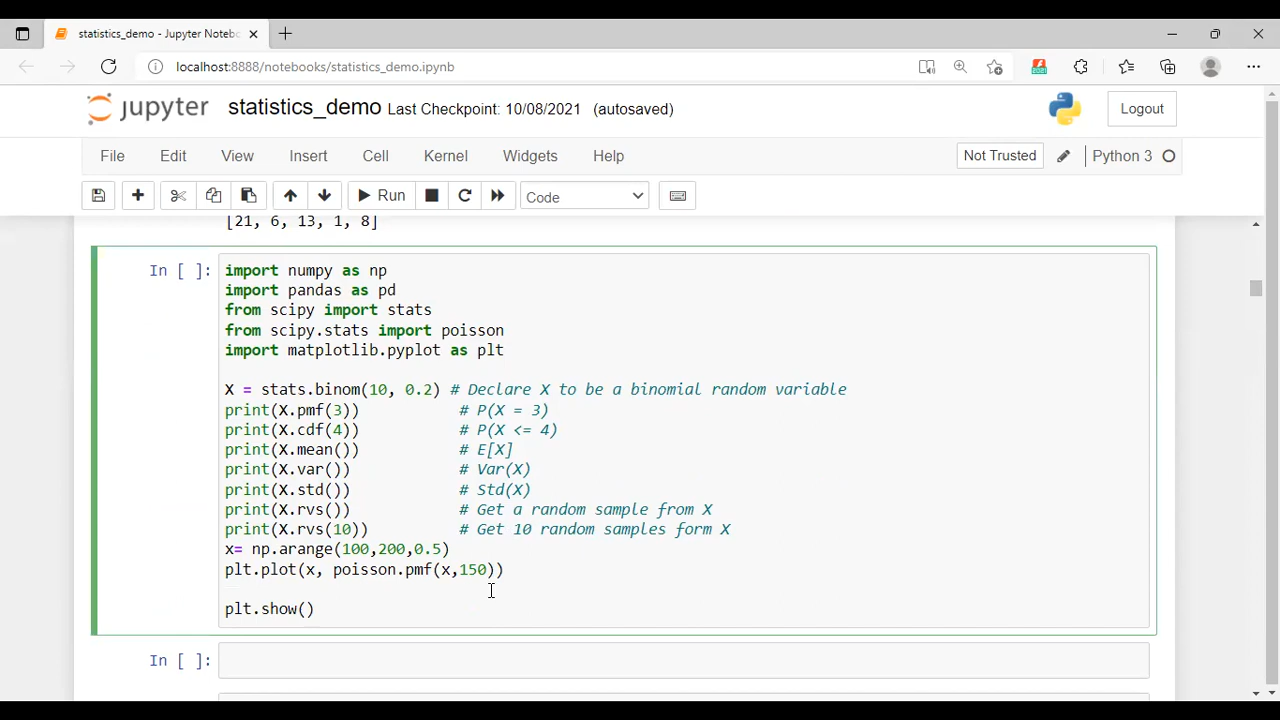 statistics_demo - Jupyter Notebo
localhost:8888/notebooks/statistics_demo.ipynb
jupyter statistics_demo Last Checkpoint: 10/08/2021 (autosaved)
Logout
File Edit View Insert Cell Kernel Widgets Help
Not Trusted Python 3
Run Code
[21, 6, 13, 1, 8]
In [ ]: import numpy as np
import pandas as pd
from scipy import stats
from scipy.stats import poisson
import matplotlib.pyplot as plt
X = stats.binom(10, 0.2) # Declare X to be a binomial random variable
print(X.pmf(3)) # P(X = 3)
print(X.cdf(4)) # P(X <= 4)
print(X.mean()) # E[X]
print(X.var()) # Var(X)
print(X.std()) # Std(X)
print(X.rvs()) # Get a random sample from X
print(X.rvs(10)) # Get 10 random samples form X
x= np.arange(100,200,0.5)
plt.plot(x, poisson.pmf(x,150))
plt.show()
In [ ]: